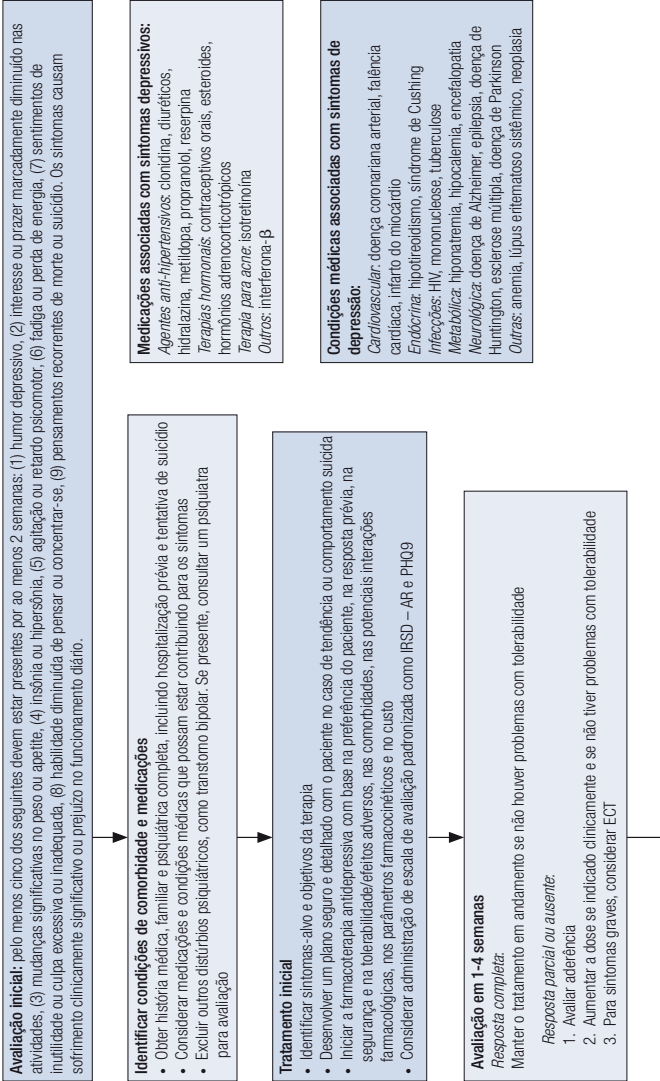 Avaliação inicial: pelo menos cinco dos seguintes devem estar presentes por ao menos 2 semanas: (1) humor depressivo, (2) interesse ou prazer marcadamente diminuído nas
atividades, (3) mudanças significativas no peso ou apetite, (4) insônia ou hipersônia, (5) agitação ou retardo psicomotor, (6) fadiga ou perda de energia, (7) sentimentos de
inutilidade ou culpa excessiva ou inadequada, (8) habilidade diminuída de pensar ou concentrar-se, (9) pensamentos recorrentes de morte ou suicídio. Os sintomas causam
sofrimento clinicamente significativo ou prejuízo no funcionamento diário.
Identificar condições de comorbidade e medicações
• Obter história médica, familiar e psiquiátrica completa, incluindo hospitalização prévia e tentativa de suicídio
• Considerar medicações e condições médicas que possam estar contribuindo para os sintomas
• Excluir outros distúrbios psiquiátricos, como transtorno bipolar. Se presente, consultar um psiquiatra
para avaliação
Medicações associadas com sintomas depressivos:
Agentes anti-hipertensivos: clonidina, diuréticos,
hidralazina, metildopa, propranolol, reserpina
Terapias hormonais: contraceptivos orais, esteroides,
hormônios adrenocorticotrópicos
Terapia para acne: isotretinoína
Outros: interferona-β
Tratamento inicial
• Identificar sintomas-alvo e objetivos da terapia
• Desenvolver um plano seguro e detalhado com o paciente no caso de tendência ou comportamento suicida
• Iniciar a farmacoterapia antidepressiva com base na preferência do paciente, na resposta prévia, na
segurança e na tolerabilidade/efeitos adversos, nas comorbidades, nas potenciais interações
farmacológicas, nos parâmetros farmacocinéticos e no custo
• Considerar administração de escala de avaliação padronizada como IRSD – AR e PHQ9
Condições médicas associadas com sintomas de
depressão:
Cardiovascular: doença coronariana arterial, falência
cardíaca, infarto do miocárdio
Endócrina: hipotireoidismo, síndrome de Cushing
Infecções: HIV, mononucleose, tuberculose
Metabólica: hiponatremia, hipocalemia, encefalopatia
Neurológica: doença de Alzheimer, epilepsia, doença de
Huntington, esclerose múltipla, doença de Parkinson
Outras: anemia, lúpus eritematoso sistêmico, neoplasia
Avaliação em 1-4 semanas
Resposta completa:
Manter o tratamento em andamento se não houver problemas com tolerabilidade
Resposta parcial ou ausente:
1. Avaliar aderência
2. Aumentar a dose se indicado clinicamente e se não tiver problemas com tolerabilidade
3. Para sintomas graves, considerar ECT